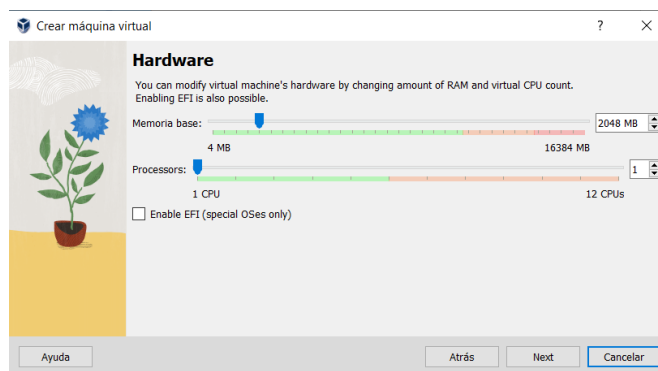 Crear máquina virtual
Hardware
You can modify virtual machine's hardware by changing amount of RAM and virtual CPU count.
Enabling EFI is also possible.
Memoria base: 2048 MB
4 MB 16384 MB
Processors: 1
1 CPU 12 CPUs
Enable EFI (special OSes only)
Ayuda Atrás Next Cancelar